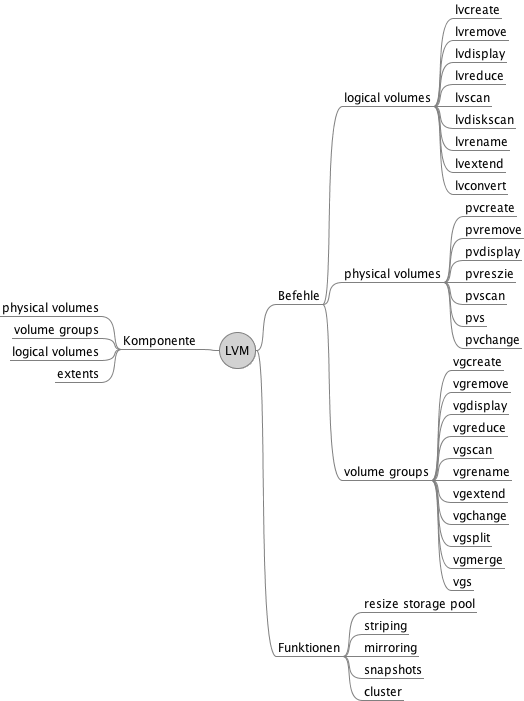 LVM
Komponente
physical volumes
volume groups
logical volumes
extents
Befehle
logical volumes
lvcreate
lvremove
lvdisplay
lvreduce
lvscan
lvdiskscan
lvrename
lvextend
lvconvert
physical volumes
pvcreate
pvremove
pvdisplay
pvreszie
pvscan
pvs
pvchange
volume groups
vgcreate
vgremove
vgdisplay
vgreduce
vgscan
vgrename
vgextend
vgchange
vgsplit
vgmerge
vgs
Funktionen
resize storage pool
striping
mirroring
snapshots
cluster